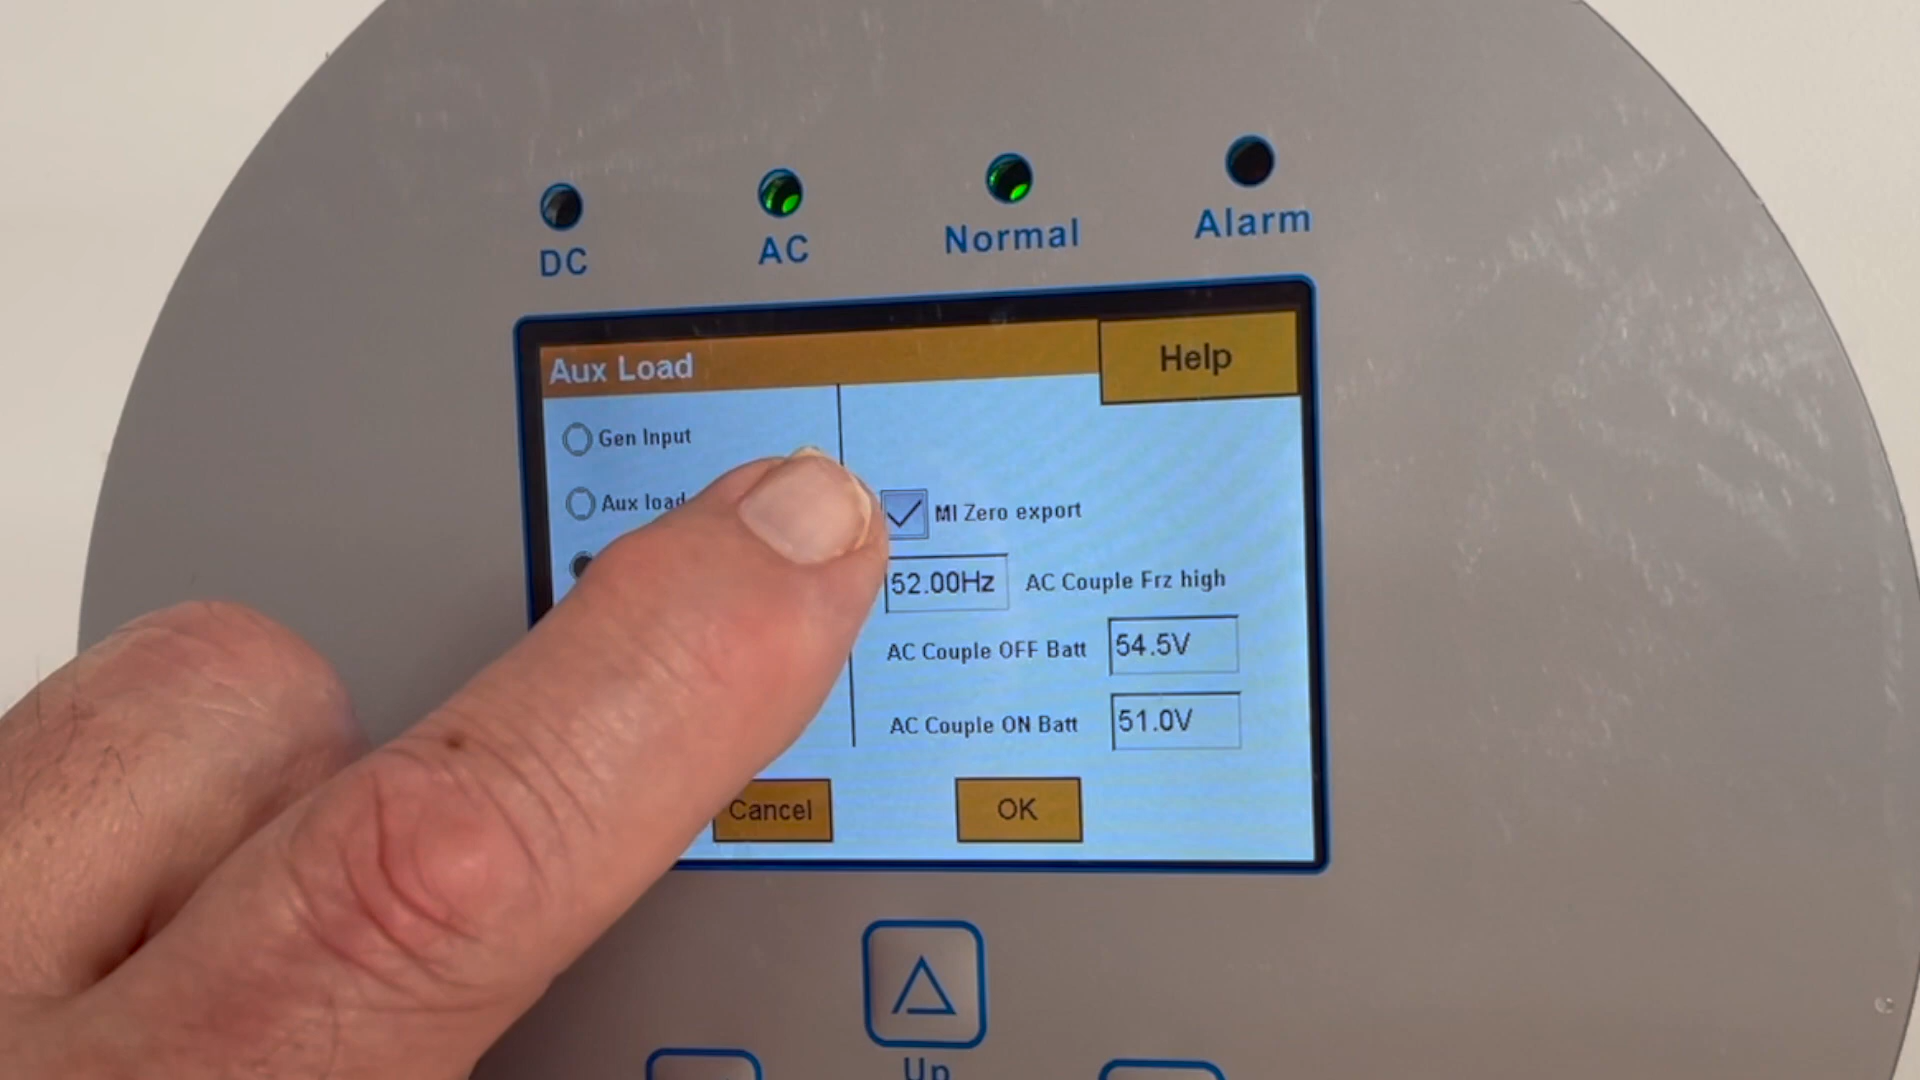 DC
AC
Normal
Alarm
Aux Load
Help
Gen Input
Aux load
MI Zero export
52.00Hz AC Couple Frz high
AC Couple OFF Batt 54.5V
AC Couple ON Batt 51.0V
Cancel
OK
Up